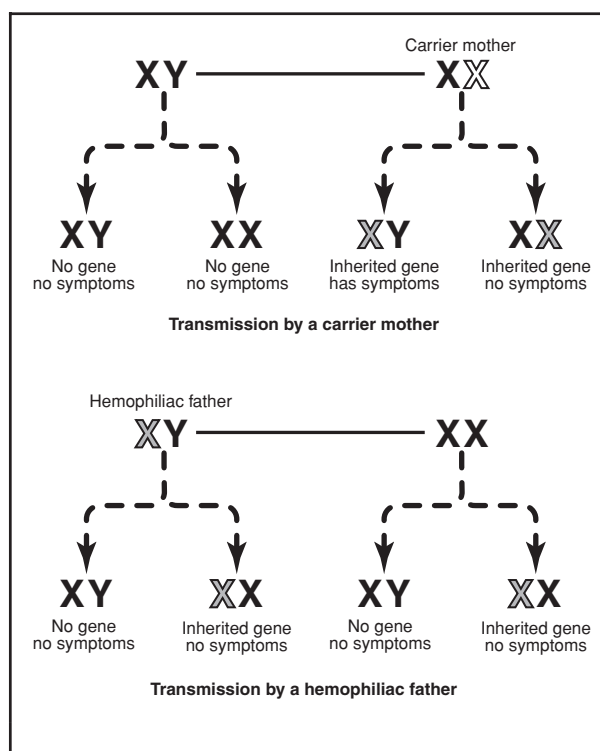 Carrier mother
XY XX
XY XX XY XX
No gene No gene Inherited gene Inherited gene
no symptoms no symptoms has symptoms no symptoms
Transmission by a carrier mother
Hemophiliac father
XY XX
XY XX XY XX
No gene Inherited gene No gene Inherited gene
no symptoms no symptoms no symptoms no symptoms
Transmission by a hemophiliac father